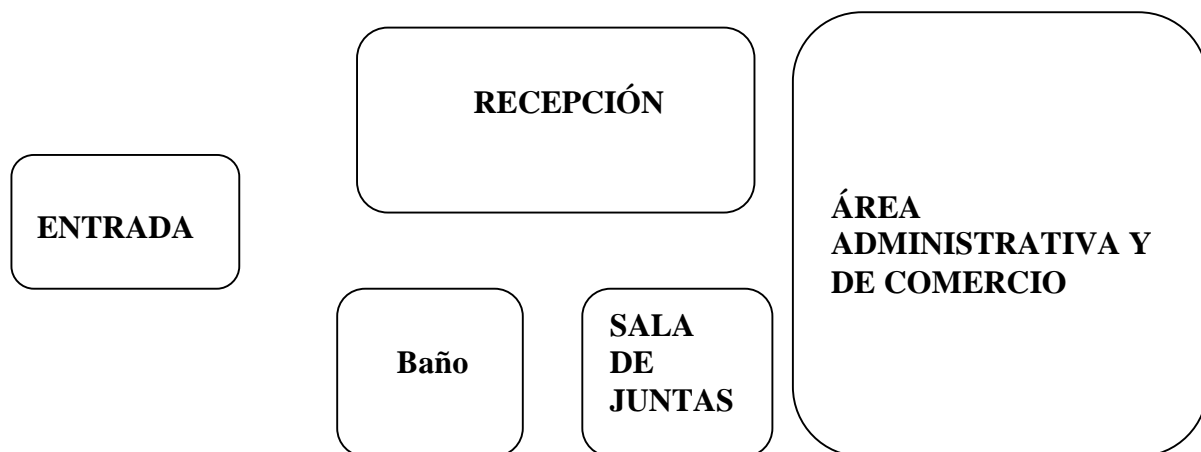 RECEPCIÓN
ENTRADA
ÁREA
ADMINISTRATIVA Y
DE COMERCIO
Baño
SALA
DE
JUNTAS